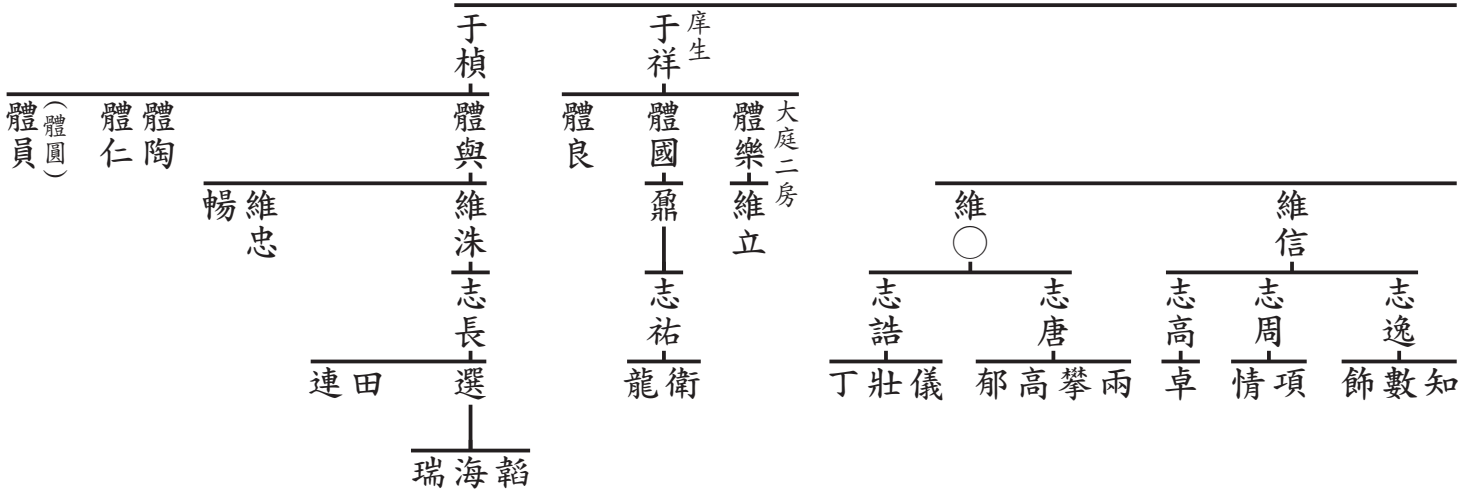 庠生
于祥
于楨
大庭二房
體樂
體國
體良
體與
體陶
體仁
(體圓)
體員
維信
維○
維立
鼐
維洙
維忠
暢
志逸
志周
志高
志唐
志誥
志祐
志長
知
數
飾
項
情
卓
兩
攀
高
郁
儀
壯
丁
衛
龍
選
田
連
韜
海
瑞